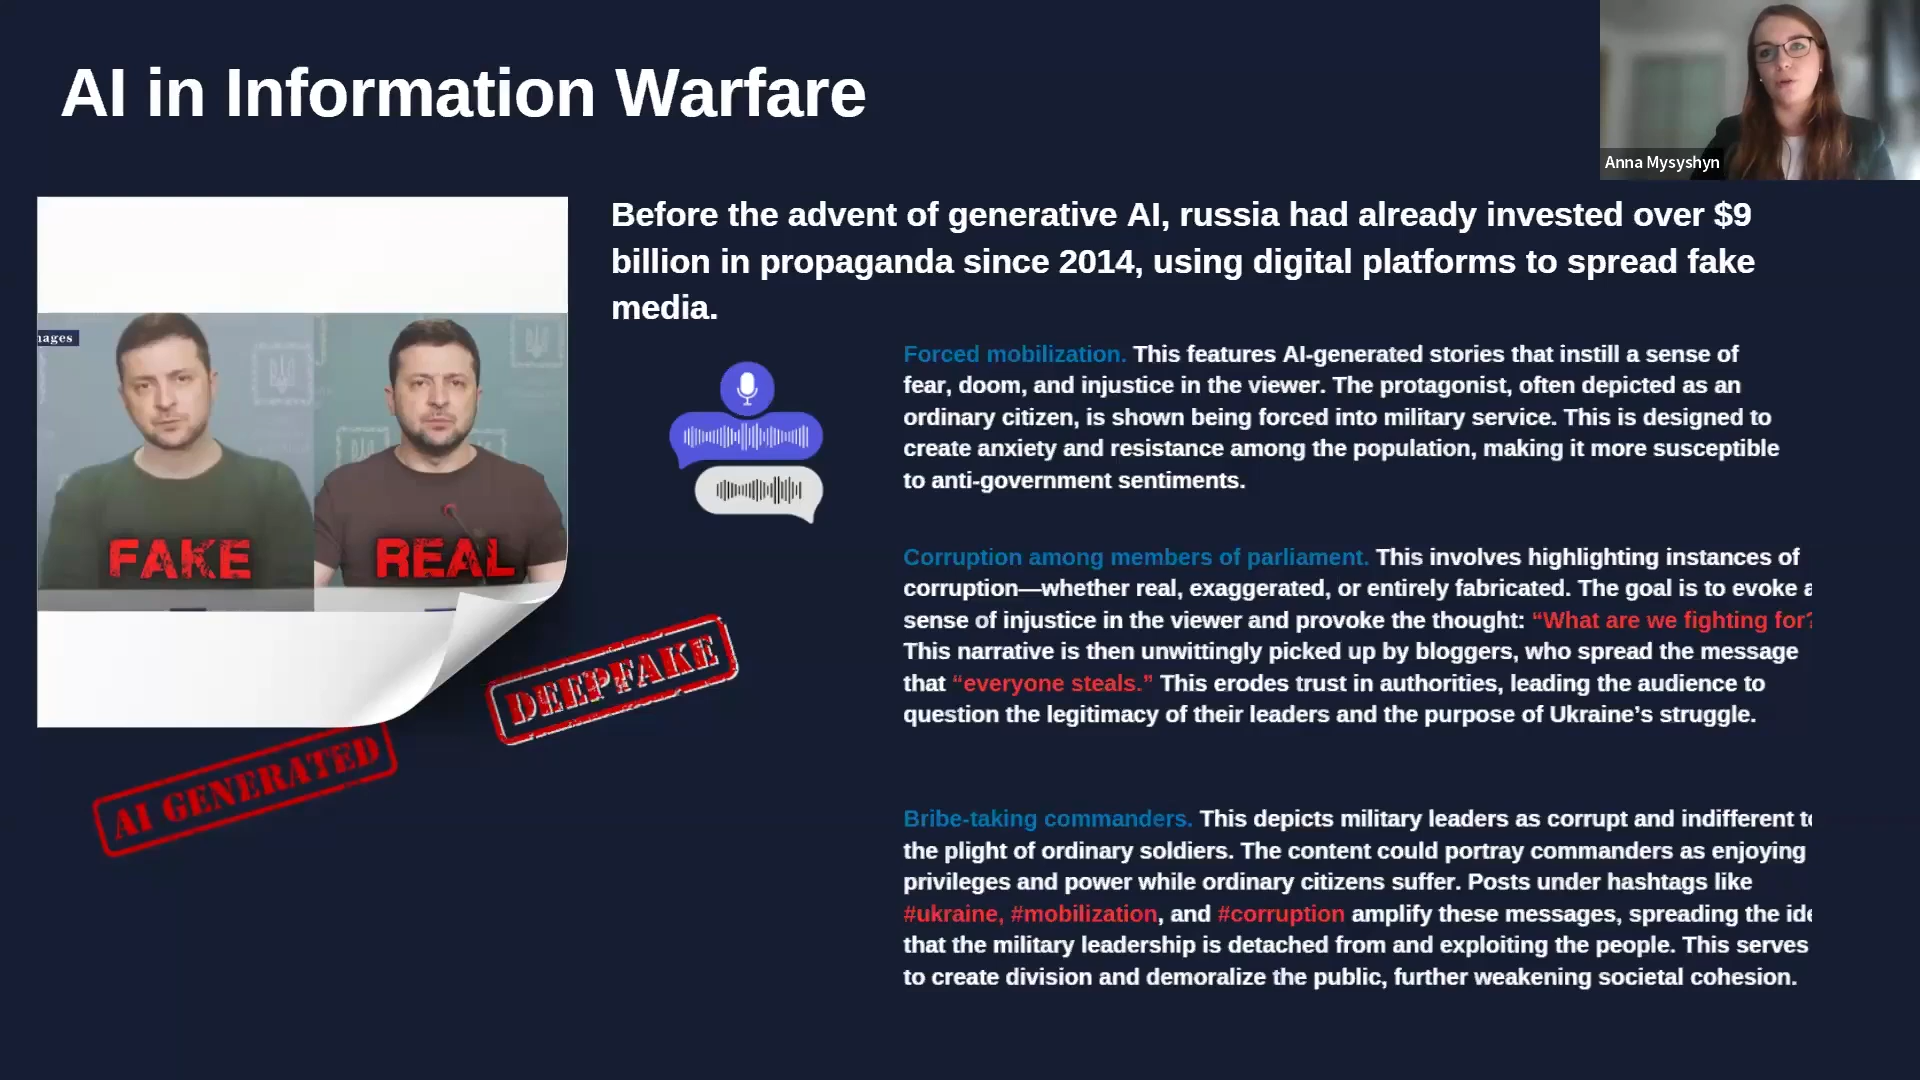 AI in Information Warfare
Anna Mysyshyn
Before the advent of generative AI, russia had already invested over $9
billion in propaganda since 2014, using digital platforms to spread fake
media.
nages
FAKE
REAL
DEEPFAKE
AI GENERATED
Forced mobilization. This features AI-generated stories that instill a sense of
fear, doom, and injustice in the viewer. The protagonist, often depicted as an
ordinary citizen, is shown being forced into military service. This is designed to
create anxiety and resistance among the population, making it more susceptible
to anti-government sentiments.
Corruption among members of parliament. This involves highlighting instances of
corruption—whether real, exaggerated, or entirely fabricated. The goal is to evoke a
sense of injustice in the viewer and provoke the thought: “What are we fighting for?
This narrative is then unwittingly picked up by bloggers, who spread the message
that “everyone steals.” This erodes trust in authorities, leading the audience to
question the legitimacy of their leaders and the purpose of Ukraine’s struggle.
Bribe-taking commanders. This depicts military leaders as corrupt and indifferent to
the plight of ordinary soldiers. The content could portray commanders as enjoying
privileges and power while ordinary citizens suffer. Posts under hashtags like
#ukraine, #mobilization, and #corruption amplify these messages, spreading the ide
that the military leadership is detached from and exploiting the people. This serves
to create division and demoralize the public, further weakening societal cohesion.